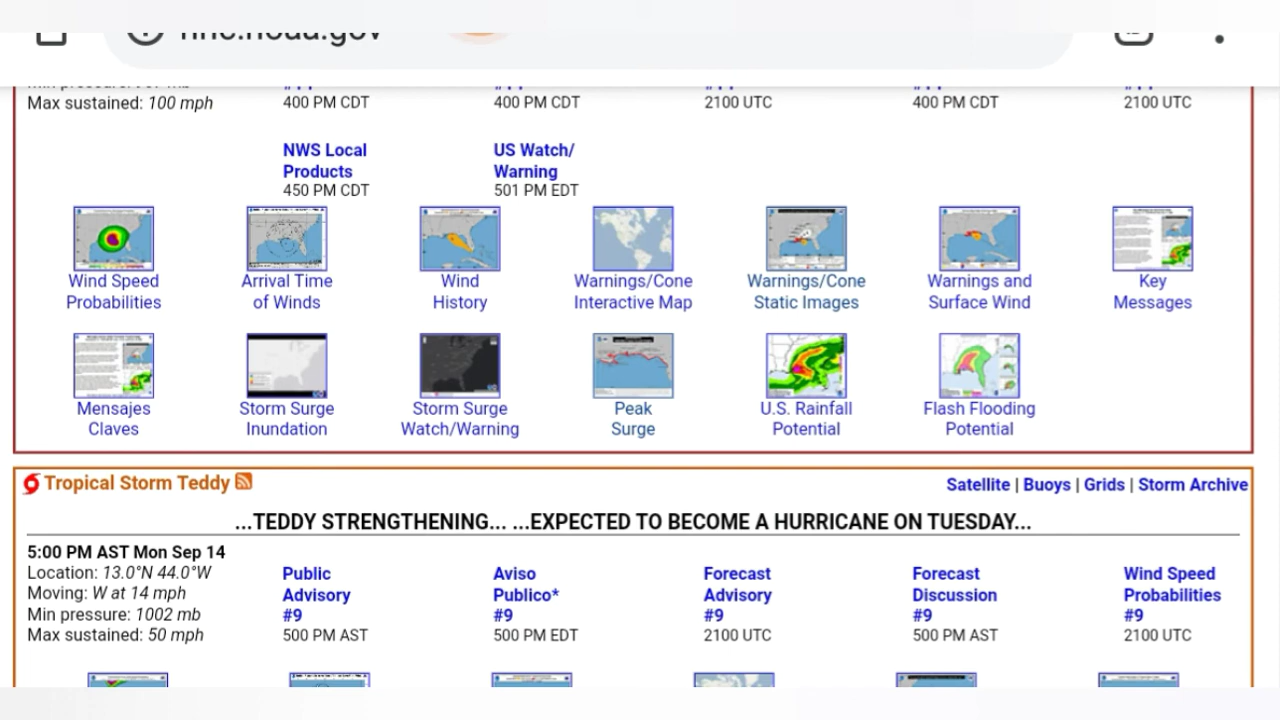 nhc.noaa.gov
Max sustained: 100 mph
400 PM CDT
400 PM CDT
2100 UTC
400 PM CDT
2100 UTC
NWS Local
Products
450 PM CDT
US Watch/
Warning
501 PM EDT
Wind Speed
Probabilities
Arrival Time
of Winds
Wind
History
Warnings/Cone
Interactive Map
Warnings/Cone
Static Images
Warnings and
Surface Wind
Key
Messages
Mensajes
Claves
Storm Surge
Inundation
Storm Surge
Watch/Warning
Peak
Surge
U.S. Rainfall
Potential
Flash Flooding
Potential
Tropical Storm Teddy
Satellite | Buoys | Grids | Storm Archive
...TEDDY STRENGTHENING... ...EXPECTED TO BECOME A HURRICANE ON TUESDAY...
5:00 PM AST Mon Sep 14
Location: 13.0°N 44.0°W
Moving: W at 14 mph
Min pressure: 1002 mb
Max sustained: 50 mph
Public
Advisory
#9
500 PM AST
Aviso
Publico*
#9
500 PM EDT
Forecast
Advisory
#9
2100 UTC
Forecast
Discussion
#9
500 PM AST
Wind Speed
Probabilities
#9
2100 UTC